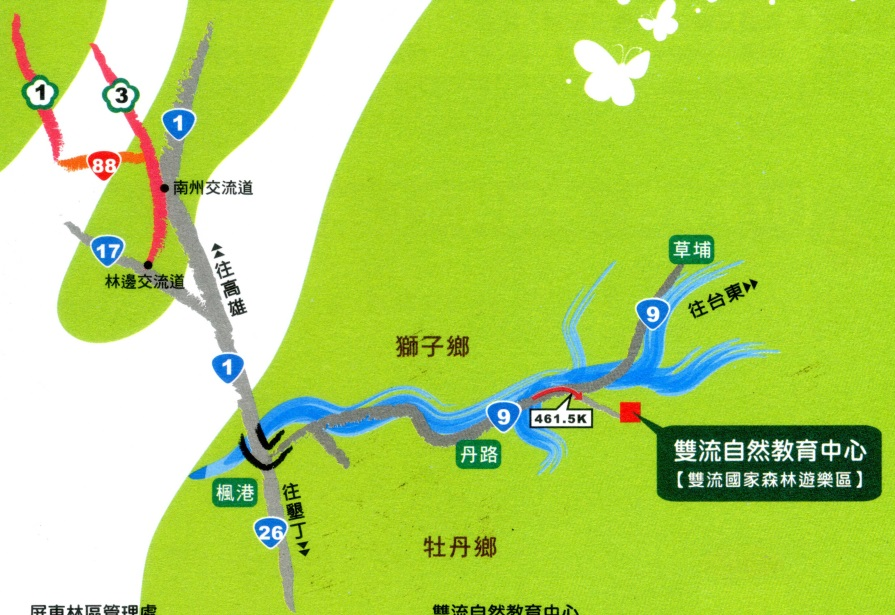 1
3
1
88
南州交流道
17
林邊交流道
往高雄
草埔
9
往台東
獅子鄉
1
9
461.5K
丹路
雙流自然教育中心
【雙流國家森林遊樂區】
楓港
往墾丁
26
牡丹鄉
屏東林區管理處
雙流自然教育中心